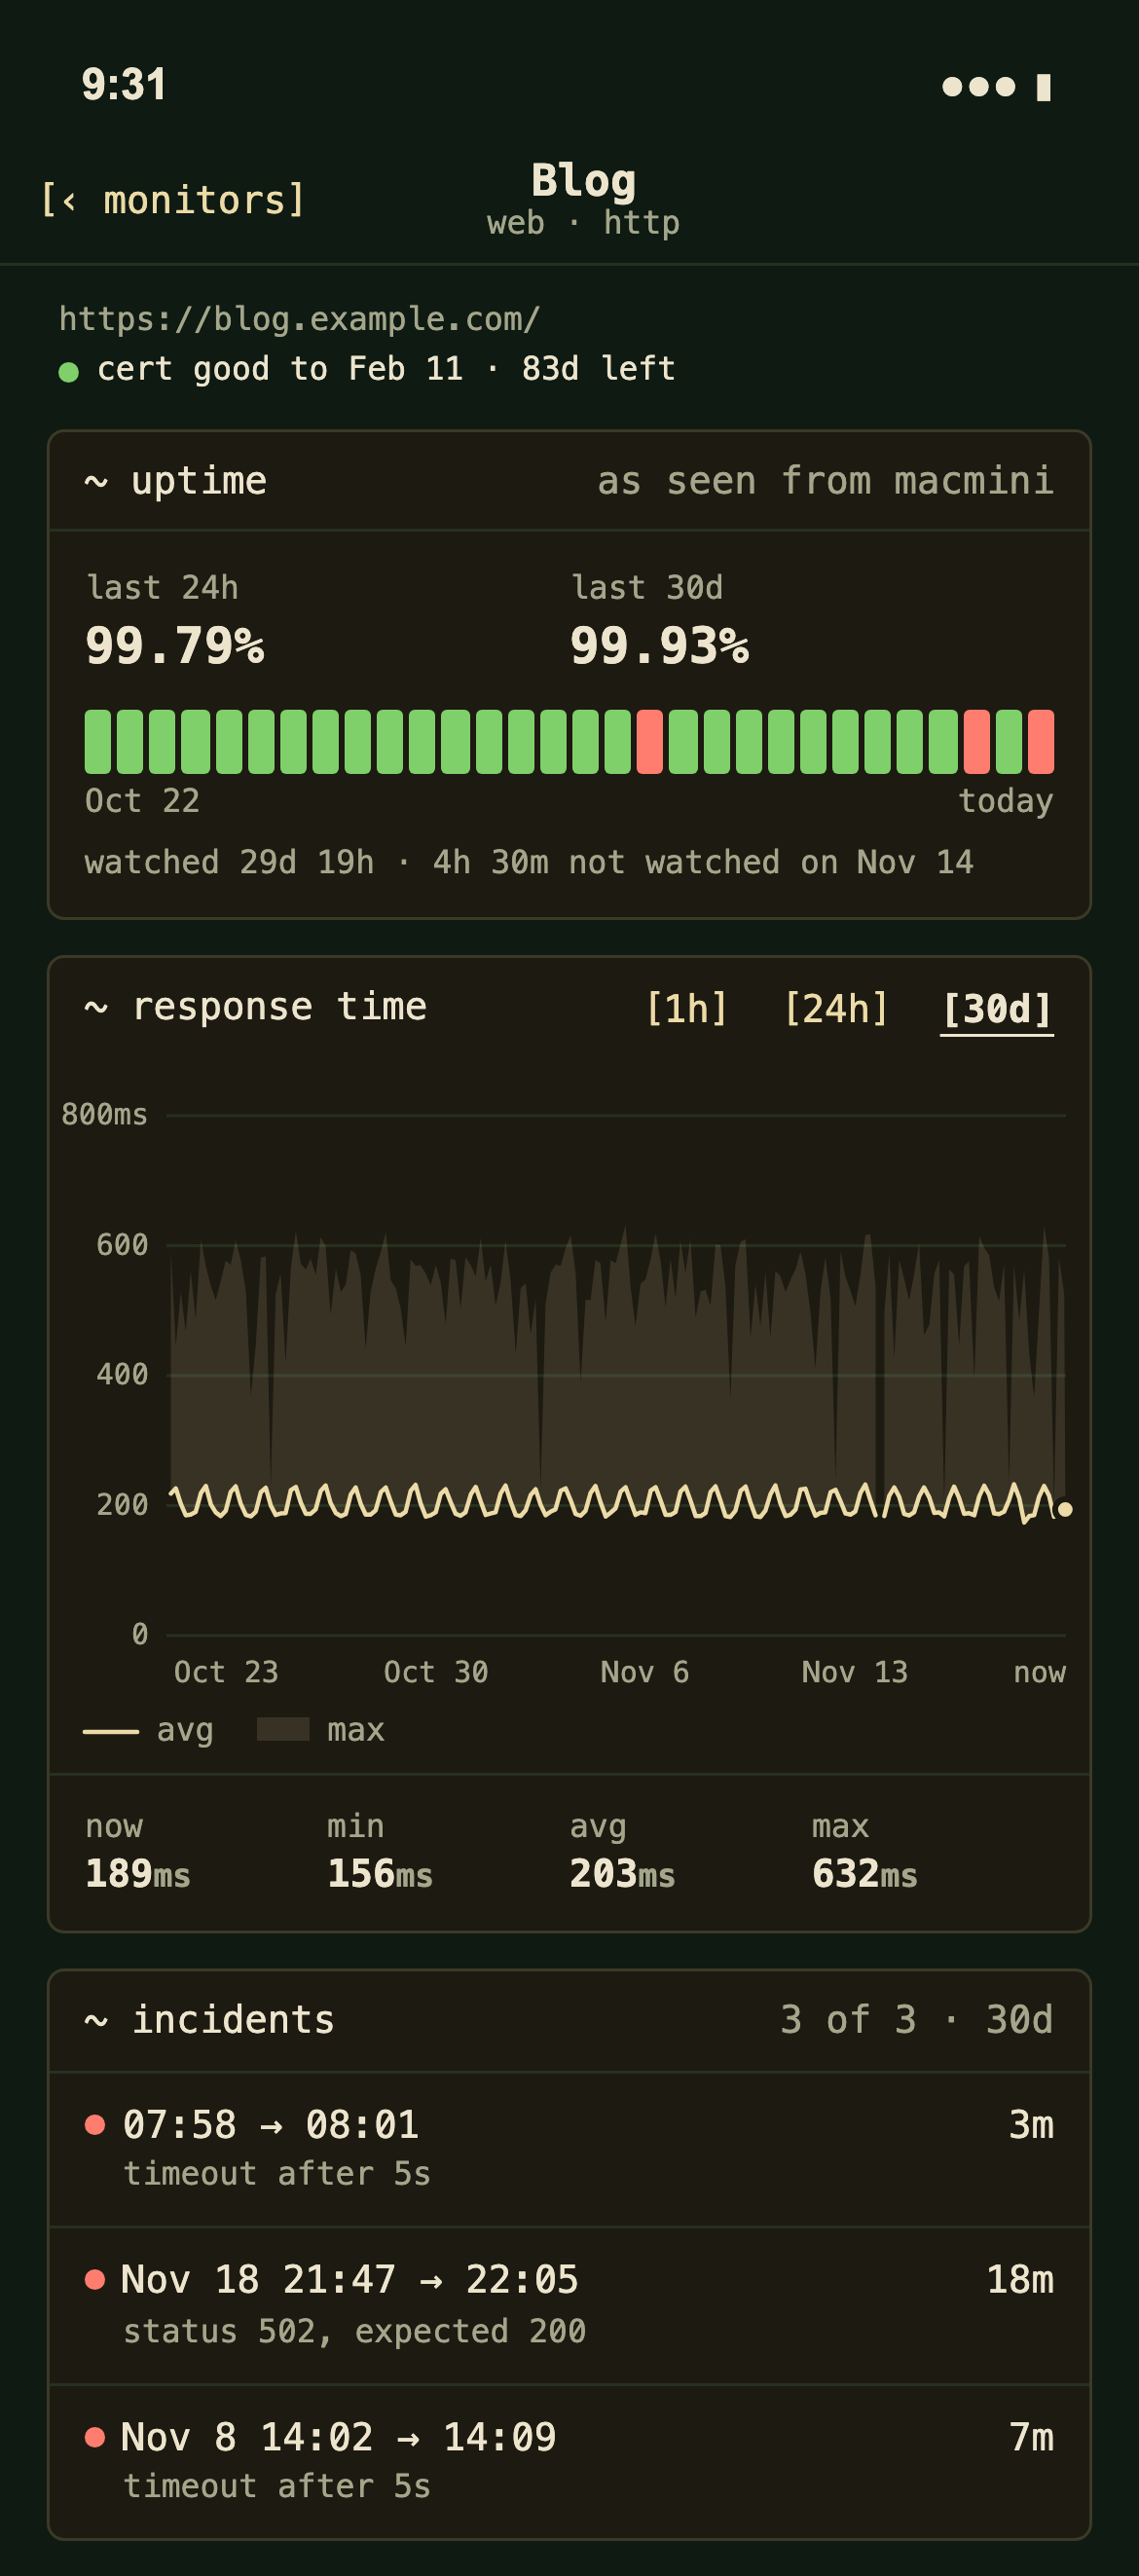 9:31
[‹ monitors]
Blog
web · http
https://blog.example.com/
cert good to Feb 11 · 83d left
~ uptime as seen from macmini
last 24h last 30d
99.79% 99.93%
Oct 22 today
watched 29d 19h · 4h 30m not watched on Nov 14
~ response time [1h] [24h] [30d]
800ms
600
400
200
0
Oct 23 Oct 30 Nov 6 Nov 13 now
avg max
now min avg max
189ms 156ms 203ms 632ms
~ incidents 3 of 3 · 30d
07:58 → 08:01 3m
timeout after 5s
Nov 18 21:47 → 22:05 18m
status 502, expected 200
Nov 8 14:02 → 14:09 7m
timeout after 5s